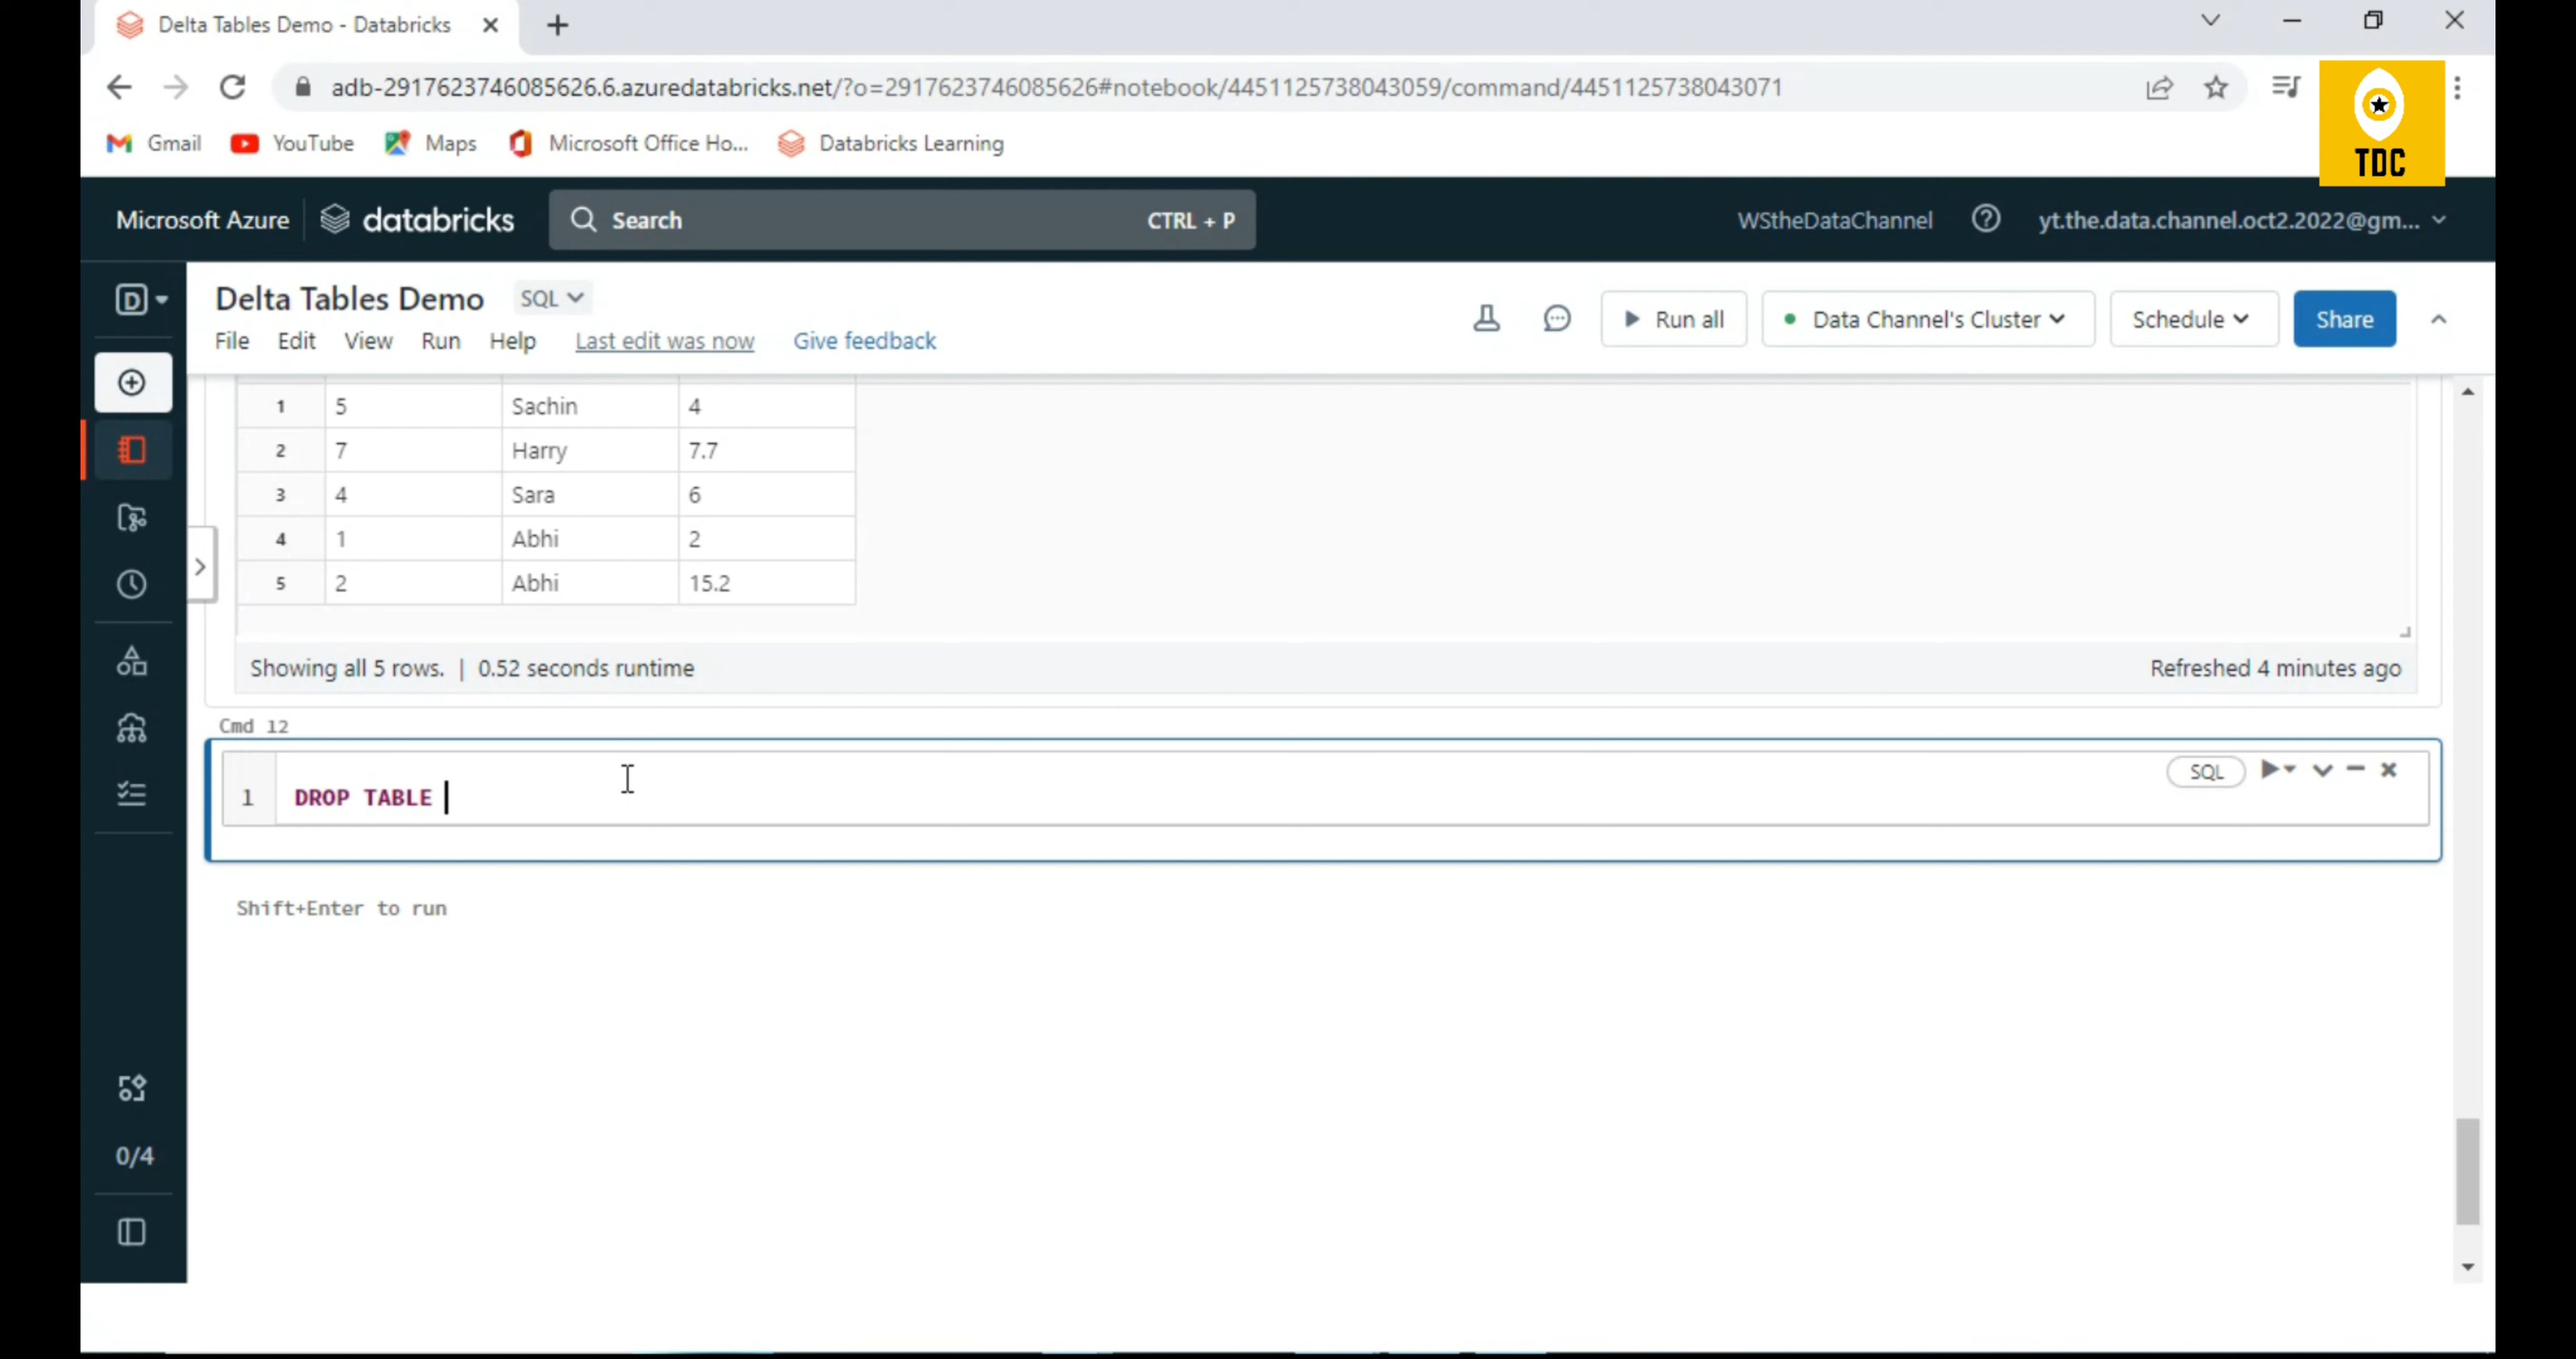 Delta Tables Demo - Databricks
adb-2917623746085626.6.azuredatabricks.net/?o=2917623746085626#notebook/4451125738043059/command/4451125738043071
Gmail YouTube Maps Microsoft Office Ho... Databricks Learning
TDC
Microsoft Azure databricks Search CTRL + P WStheDataChannel yt.the.data.channel.oct2.2022@gm...
Delta Tables Demo SQL
File Edit View Run Help Last edit was now Give feedback
Run all Data Channel's Cluster Schedule Share
1 5 Sachin 4
2 7 Harry 7.7
3 4 Sara 6
4 1 Abhi 2
5 2 Abhi 15.2
Showing all 5 rows. | 0.52 seconds runtime Refreshed 4 minutes ago
Cmd 12
SQL
1 DROP TABLE
Shift+Enter to run
0/4